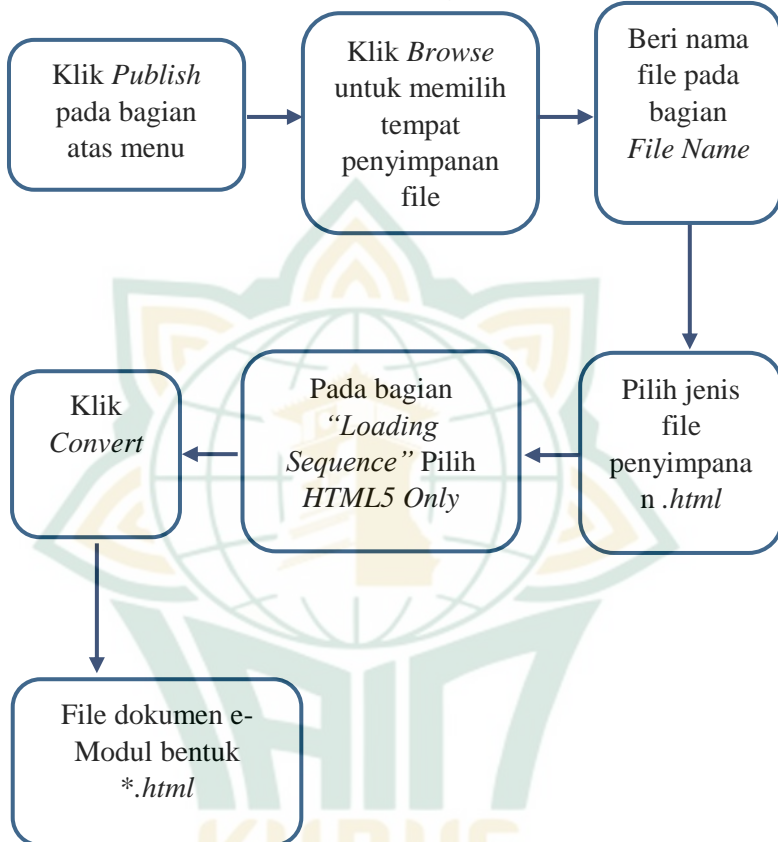 Klik Publish
pada bagian
atas menu
Klik Browse
untuk memilih
tempat
penyimpanan
file
Beri nama
file pada
bagian
File Name
Pilih jenis
file
penyimpana
n .html
Pada bagian
“Loading
Sequence” Pilih
HTML5 Only
Klik
Convert
File dokumen e-
Modul bentuk
*.html
IAIN
KUDUS